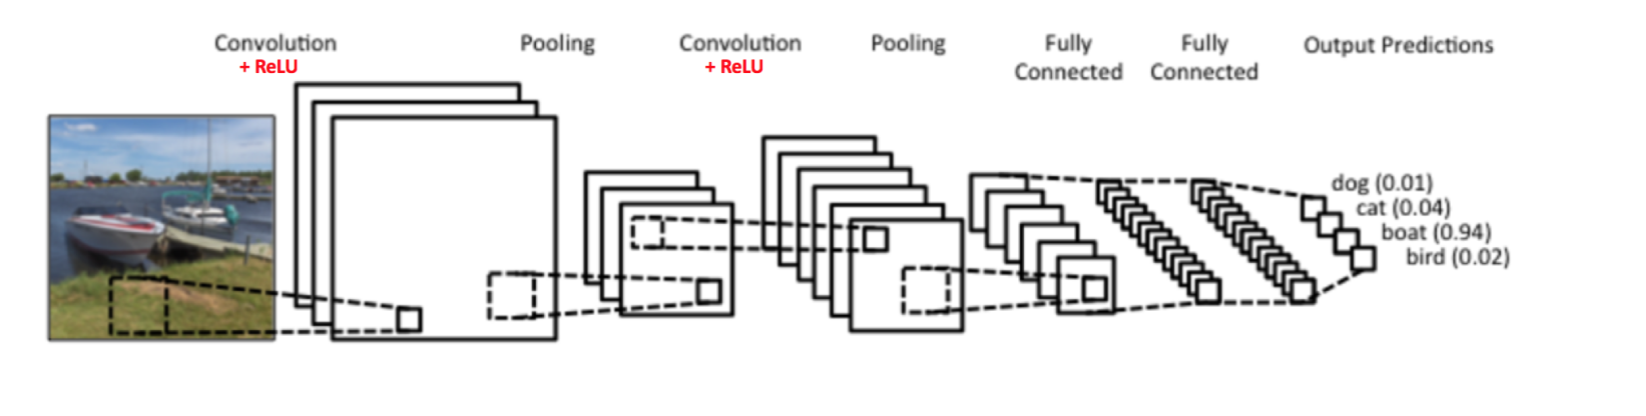 Convolution
+ ReLU
Pooling
Convolution
+ ReLU
Pooling
Fully
Connected
Fully
Connected
Output Predictions
dog (0.01)
cat (0.04)
boat (0.94)
bird (0.02)